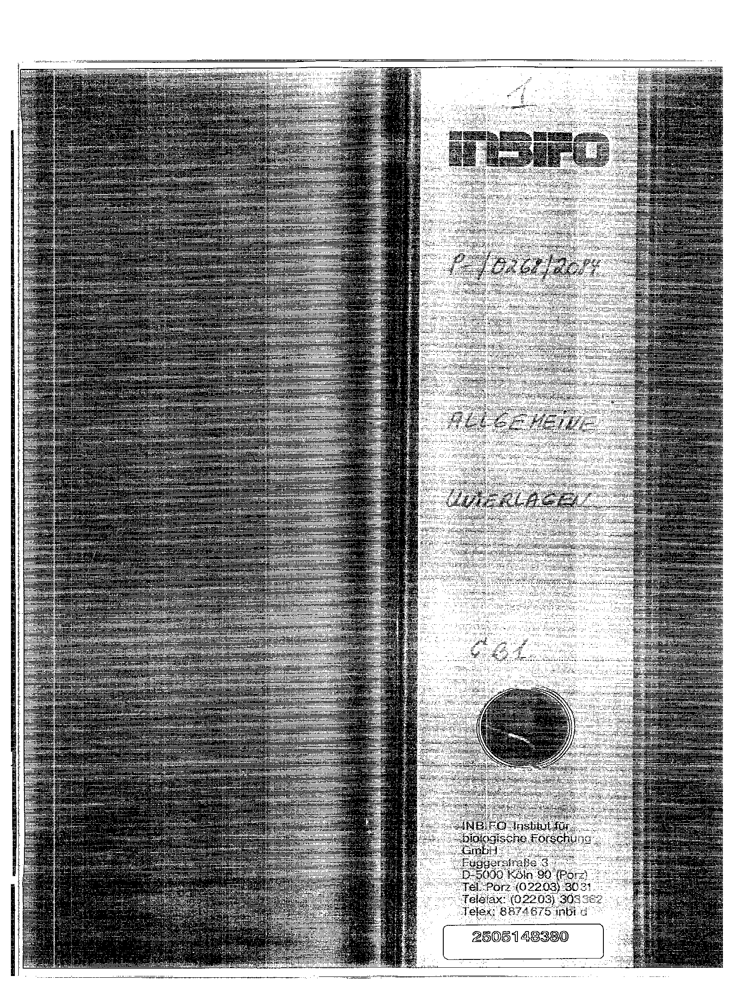 1
INBIFO
P-/0268/2084
ALLGEMEINE
UNTERLAGEN
CB1
INBIFO Institut für
biologische Forschung
GmbH
Fuggerstraße 3
D-5000 Köln 90 (Porz)
Tel. Porz (02203) 3031
Telefax: (02203) 303362
Telex: 8874675 inbi d
2505148380